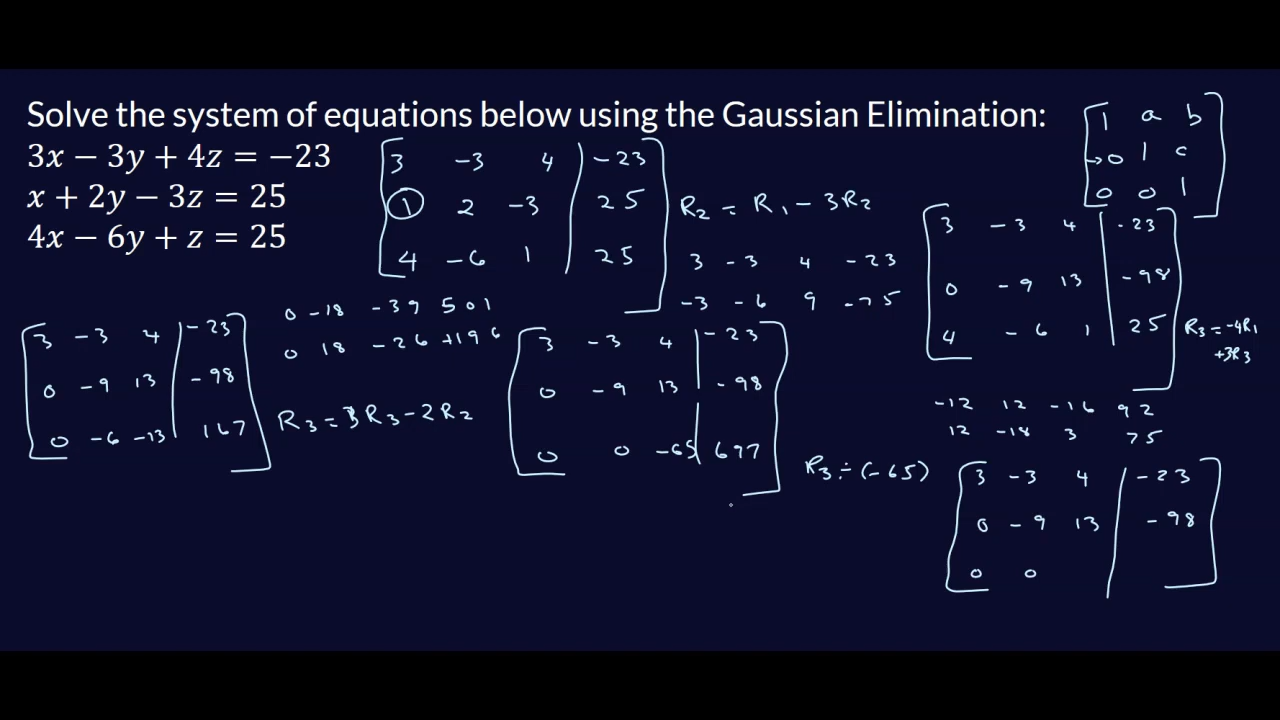 Solve the system of equations below using the Gaussian Elimination:
3x − 3y + 4z = −23
x + 2y − 3z = 25
4x − 6y + z = 25
3 -3 4 | -23
1 2 -3 | 25
4 -6 1 | 25
R2 = R1 - 3R2
3 -3 4 -23
-3 -6 9 -75
1 a b
→0 1 c
0 0 1
3 -3 4 | -23
0 -9 13 | -98
4 -6 1 | 25
R3 = -4R1
+3R3
-12 12 -16 92
12 -18 3 75
3 -3 4 | -23
0 -9 13 | -98
0 -6 -13 | 167
0 -18 -39 501
0 18 -26 +196
R3 = 3R3 - 2R2
3 -3 4 | -23
0 -9 13 | -98
0 0 -65 | 697
R3 ÷ (-65)
3 -3 4 | -23
0 -9 13 | -98
0 0